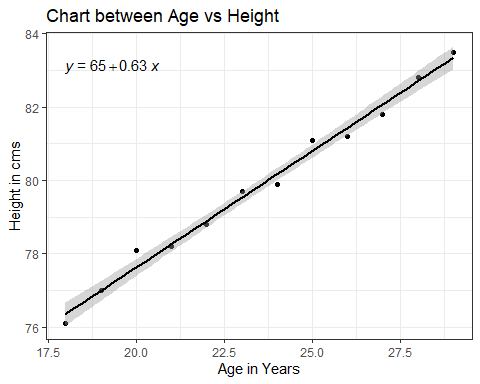 Chart between Age vs Height
y = 65+0.63 x
84
82
80
78
76
Height in cms
17.5 20.0 22.5 25.0 27.5
Age in Years